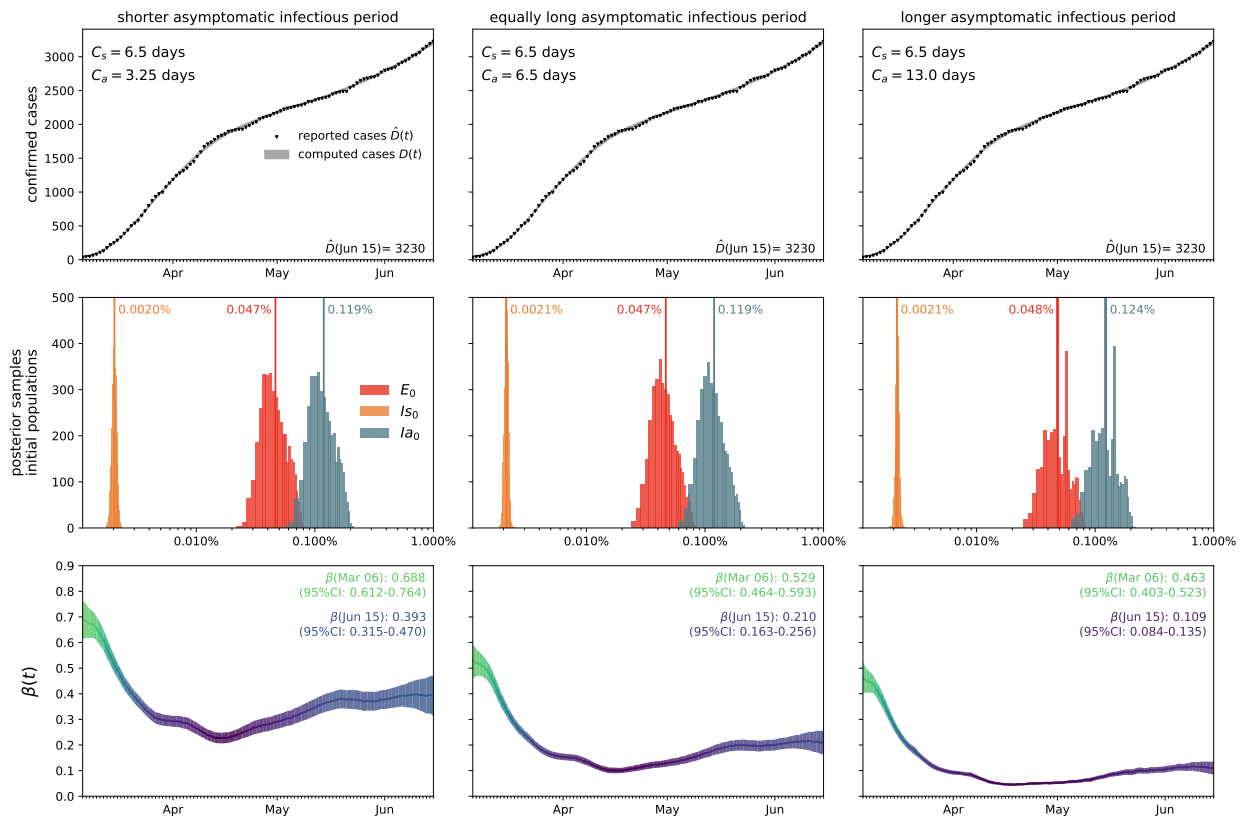 shorter asymptomatic infectious period
equally long asymptomatic infectious period
longer asymptomatic infectious period
confirmed cases
3000
2500
2000
1500
1000
500
0
C_s = 6.5 days
C_a = 3.25 days
reported cases D̂(t)
computed cases D(t)
D̂(Jun 15)= 3230
Apr
May
Jun
C_s = 6.5 days
C_a = 6.5 days
D̂(Jun 15)= 3230
Apr
May
Jun
C_s = 6.5 days
C_a = 13.0 days
D̂(Jun 15)= 3230
Apr
May
Jun
posterior samples
initial populations
500
400
300
200
100
0
0.0020%
0.047%
0.119%
E_0
Is_0
Ia_0
0.010%
0.100%
1.000%
0.0021%
0.047%
0.119%
0.010%
0.100%
1.000%
0.0021%
0.048%
0.124%
0.010%
0.100%
1.000%
β(t)
0.9
0.8
0.7
0.6
0.5
0.4
0.3
0.2
0.1
0.0
β(Mar 06): 0.688
(95%CI: 0.612-0.764)
β(Jun 15): 0.393
(95%CI: 0.315-0.470)
Apr
May
Jun
β(Mar 06): 0.529
(95%CI: 0.464-0.593)
β(Jun 15): 0.210
(95%CI: 0.163-0.256)
Apr
May
Jun
β(Mar 06): 0.463
(95%CI: 0.403-0.523)
β(Jun 15): 0.109
(95%CI: 0.084-0.135)
Apr
May
Jun